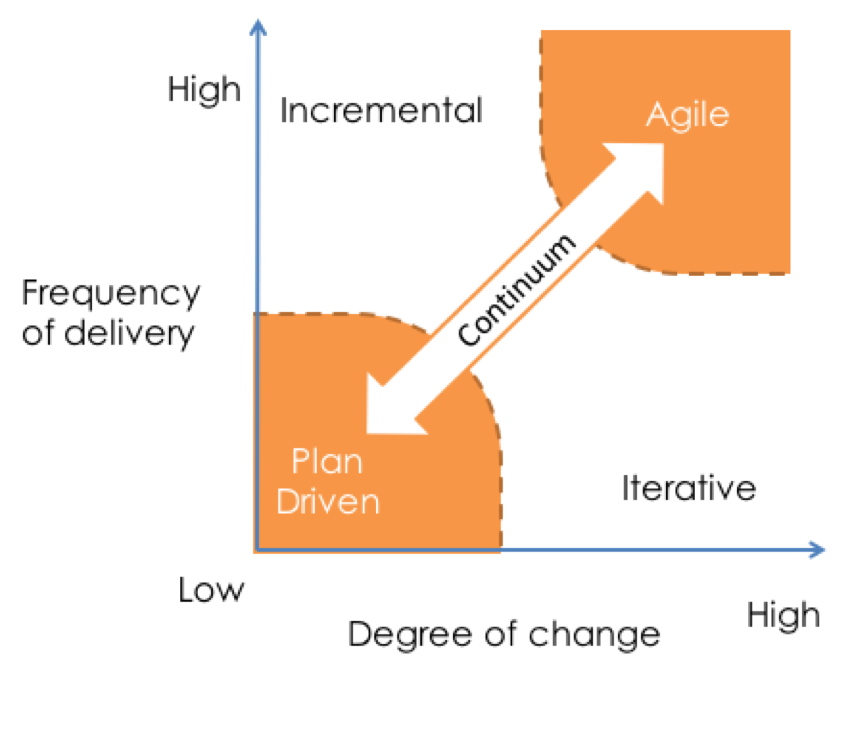 High
Incremental
Agile
Continuum
Frequency
of delivery
Plan
Driven
Iterative
Low
High
Degree of change